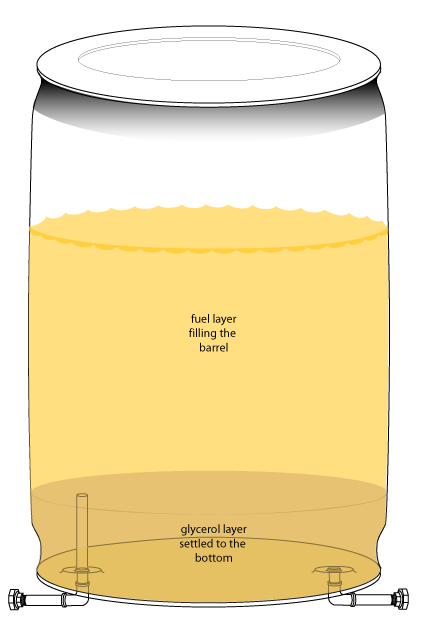 fuel layer
filling the
barrel
glycerol layer
settled to the
bottom